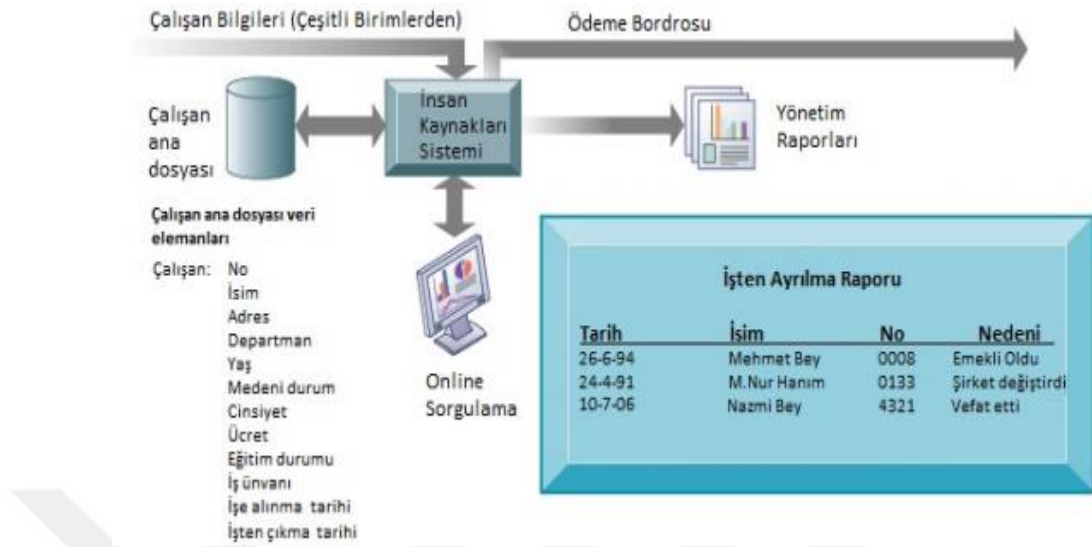 Çalışan Bilgileri (Çeşitli Birimlerden)
Ödeme Bordrosu
Çalışan
ana
dosyası
İnsan
Kaynakları
Sistemi
Yönetim
Raporları
Çalışan ana dosyası veri
elemanları
Çalışan: No
İsim
Adres
Departman
Yaş
Medeni durum
Cinsiyet
Ücret
Eğitim durumu
İş ünvanı
İşe alınma tarihi
İşten çıkma tarihi
Online
Sorgulama
İşten Ayrılma Raporu
Tarih İsim No Nedeni
26-6-94 Mehmet Bey 0008 Emekli Oldu
24-4-91 M.Nur Hanım 0133 Şirket değiştirdi
10-7-06 Nazmi Bey 4321 Vefat etti